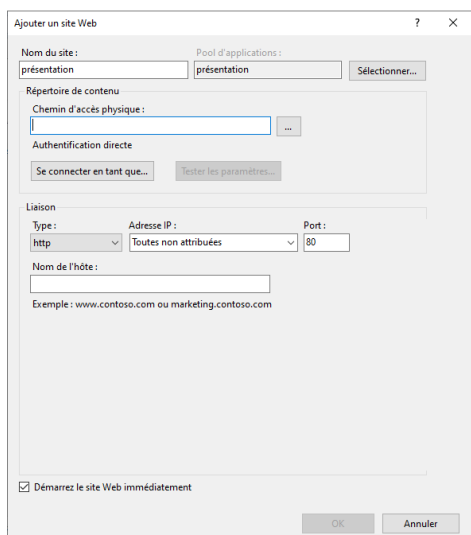 Ajouter un site Web
Nom du site :
Pool d'applications :
présentation
présentation
Sélectionner...
Répertoire de contenu
Chemin d'accès physique :
...
Authentification directe
Se connecter en tant que...
Tester les paramètres...
Liaison
Type :
Adresse IP :
Port :
http
Toutes non attribuées
80
Nom de l'hôte :
Exemple : www.contoso.com ou marketing.contoso.com
Démarrez le site Web immédiatement
OK
Annuler